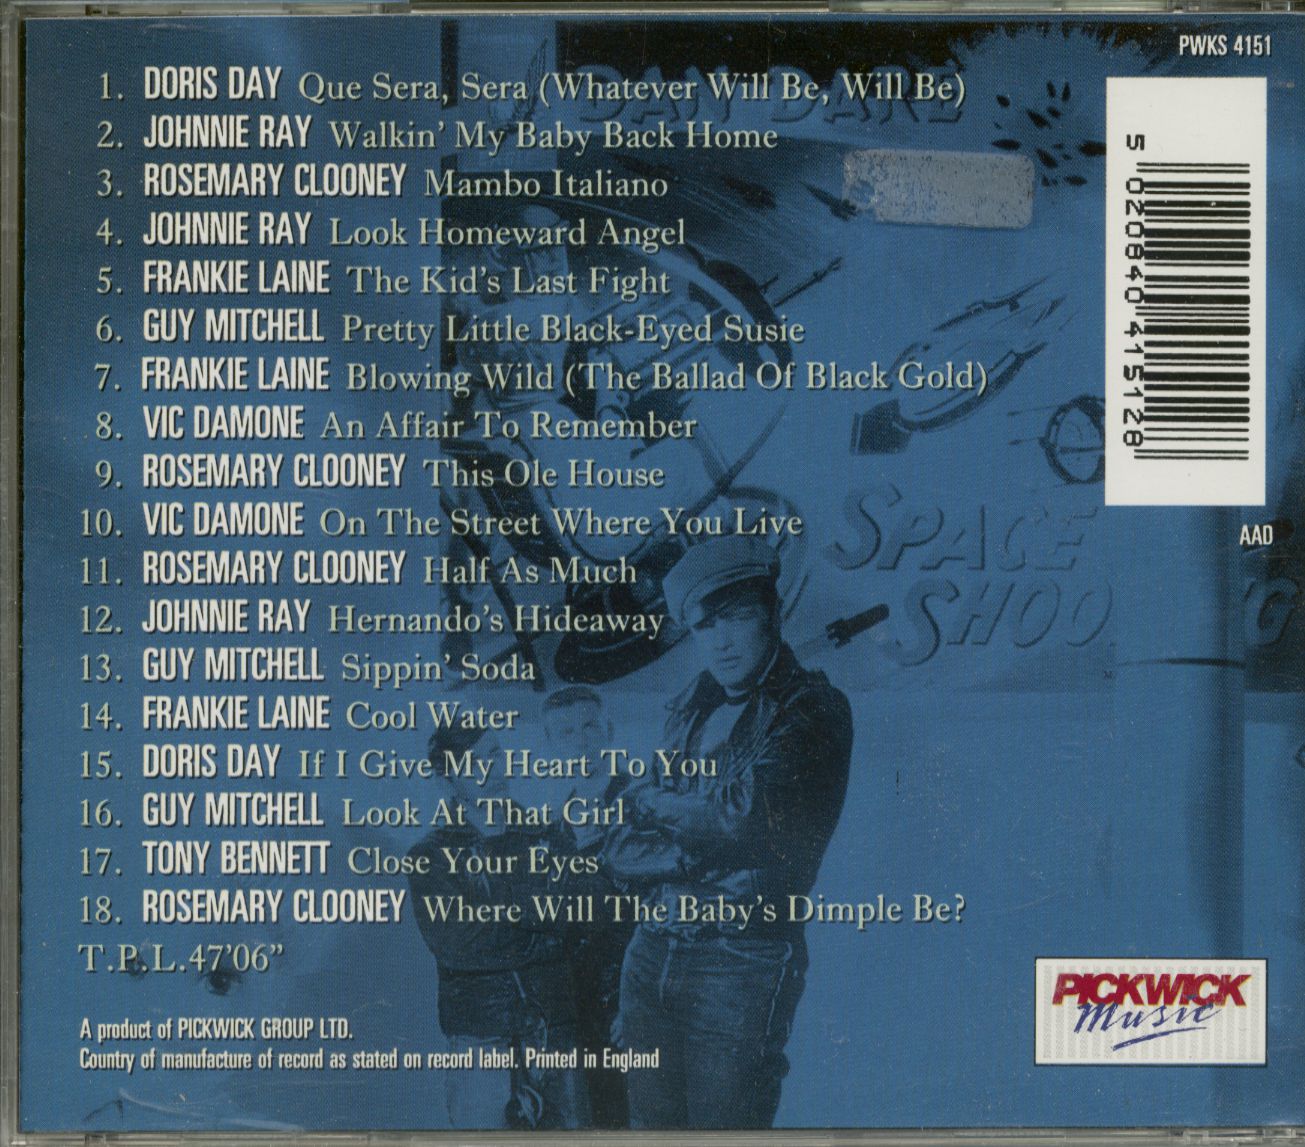 PWKS 4151
1. DORIS DAY Que Sera, Sera (Whatever Will Be, Will Be)
2. JOHNNIE RAY Walkin' My Baby Back Home
3. ROSEMARY CLOONEY Mambo Italiano
4. JOHNNIE RAY Look Homeward Angel
5. FRANKIE LAINE The Kid's Last Fight
6. GUY MITCHELL Pretty Little Black-Eyed Susie
7. FRANKIE LAINE Blowing Wild (The Ballad Of Black Gold)
8. VIC DAMONE An Affair To Remember
9. ROSEMARY CLOONEY This Ole House
10. VIC DAMONE On The Street Where You Live
11. ROSEMARY CLOONEY Half As Much
12. JOHNNIE RAY Hernando's Hideaway
13. GUY MITCHELL Sippin' Soda
14. FRANKIE LAINE Cool Water
15. DORIS DAY If I Give My Heart To You
16. GUY MITCHELL Look At That Girl
17. TONY BENNETT Close Your Eyes
18. ROSEMARY CLOONEY Where Will The Baby's Dimple Be?
T.P.L.47'06"
A product of PICKWICK GROUP LTD.
Country of manufacture of record as stated on record label. Printed in England
5 020840 415128
AAD
DAN DARE
SPACE
SHOO
PICKWICK
Music